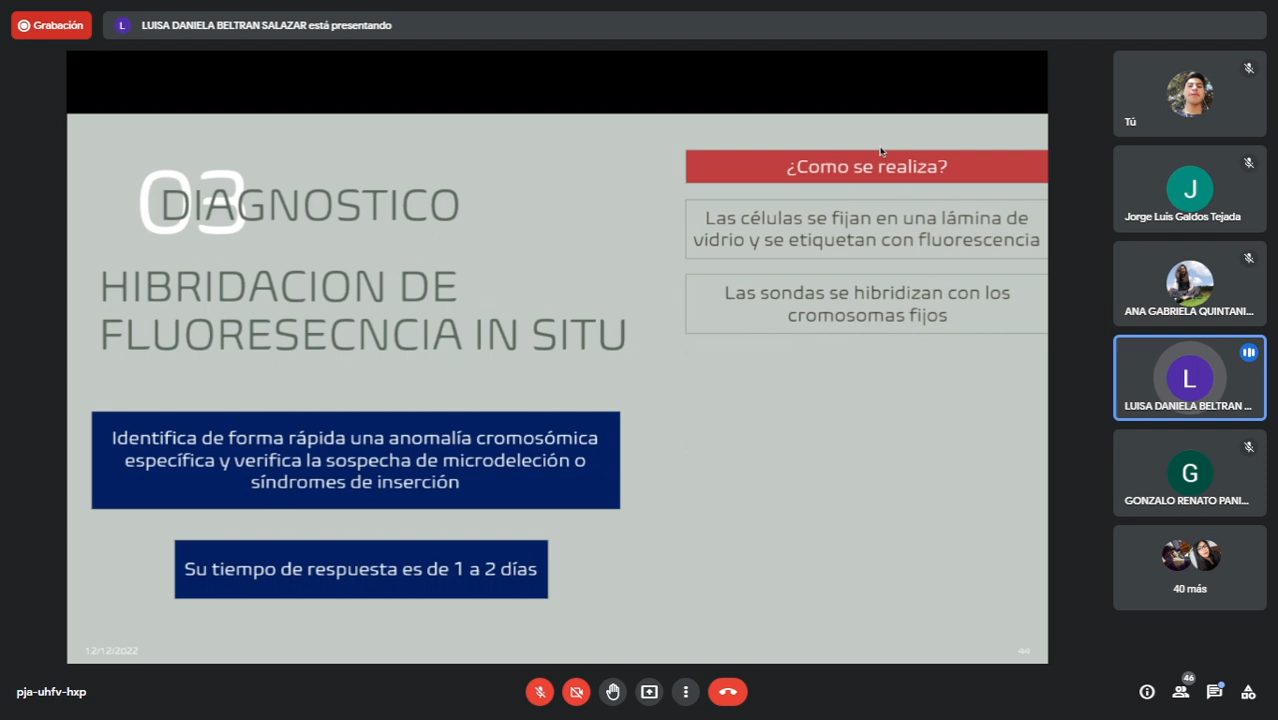 Grabación
L
LUISA DANIELA BELTRAN SALAZAR está presentando
03
DIAGNOSTICO
HIBRIDACION DE
FLUORESECNCIA IN SITU
Identifica de forma rápida una anomalía cromosómica
específica y verifica la sospecha de microdeleción o
síndromes de inserción
Su tiempo de respuesta es de 1 a 2 días
12/12/2022
¿Como se realiza?
Las células se fijan en una lámina de
vidrio y se etiquetan con fluorescencia
Las sondas se hibridizan con los
cromosomas fijos
44
Tú
J
Jorge Luis Galdos Tejada
ANA GABRIELA QUINTANI...
L
LUISA DANIELA BELTRAN ...
G
GONZALO RENATO PANI...
40 más
pja-uhfv-hxp
46